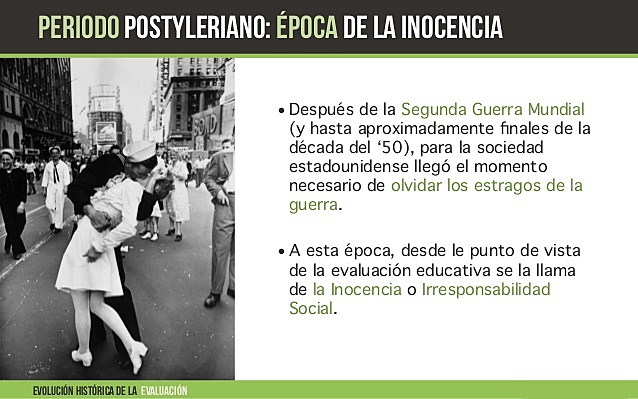 PERIODO POSTYLERIANO: ÉPOCA DE LA INOCENCIA
• Después de la Segunda Guerra Mundial
(y hasta aproximadamente finales de la
década del ‘50), para la sociedad
estadounidense llegó el momento
necesario de olvidar los estragos de la
guerra.
• A esta época, desde le punto de vista
de la evaluación educativa se la llama
de la Inocencia o Irresponsabilidad
Social.
EVOLUCIÓN HISTÓRICA DE LA EVALUACIÓN